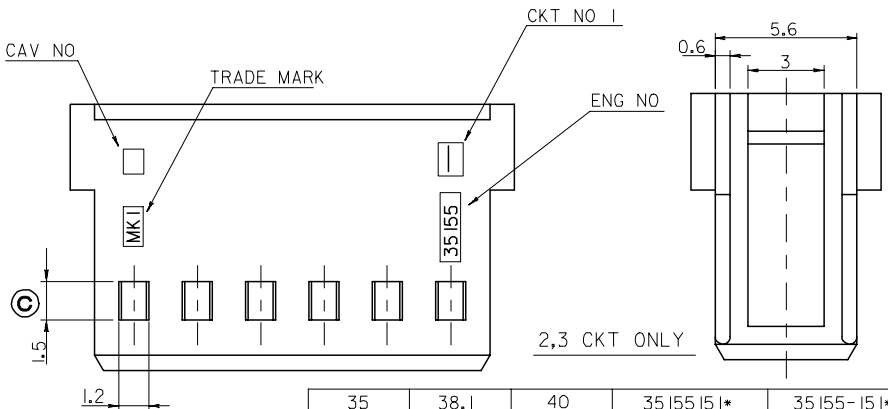 CKT NO 1
5.6
CAV NO
0.6
3
TRADE MARK
ENG NO
MK1
35155
C
1.5
2,3 CKT ONLY
1.2
35 38.1 40 35155151* 35155-151*